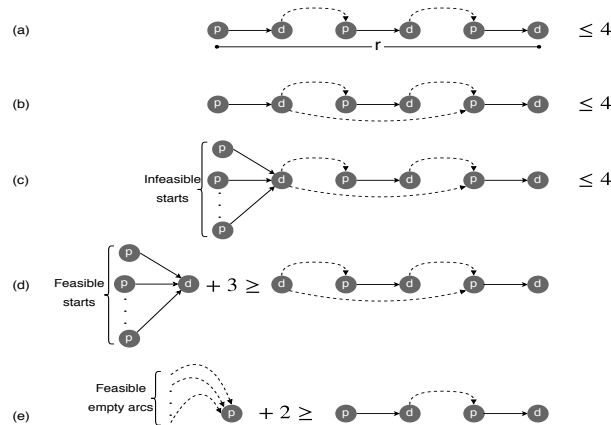 (a) p d p d p d ≤ 4
r
(b) p d p d p d ≤ 4
(c) Infeasible starts p p p d p d p d ≤ 4
(d) Feasible starts p p p d + 3 ≥ d p d p d
(e) Feasible empty arcs p + 2 ≥ p d p d